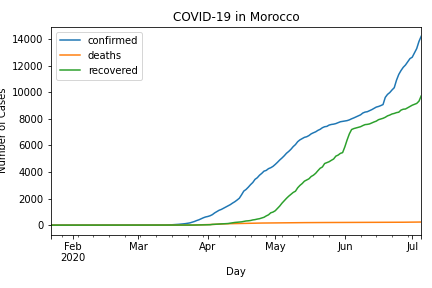 COVID-19 in Morocco
confirmed
deaths
recovered
14000
12000
10000
8000
6000
4000
2000
0
Number of Cases
Feb
2020
Mar
Apr
May
Jun
Jul
Day